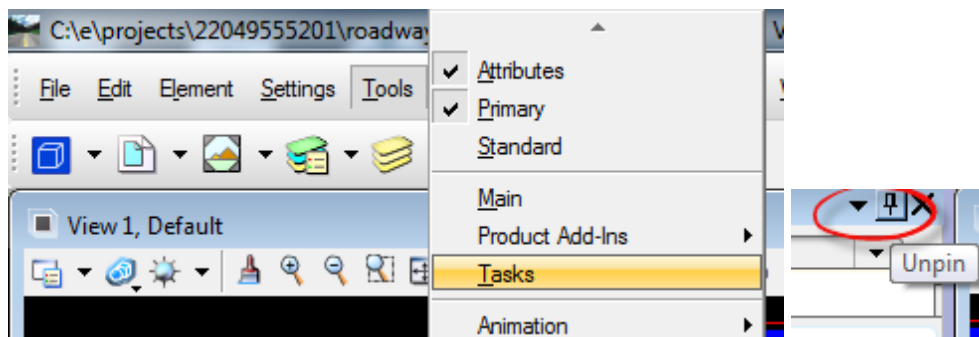 C:\e\projects\22049555201\roadway
File Edit Element Settings Tools
Attributes
Primary
Standard
Main
Product Add-Ins
Tasks
Animation
View 1, Default
Unpin